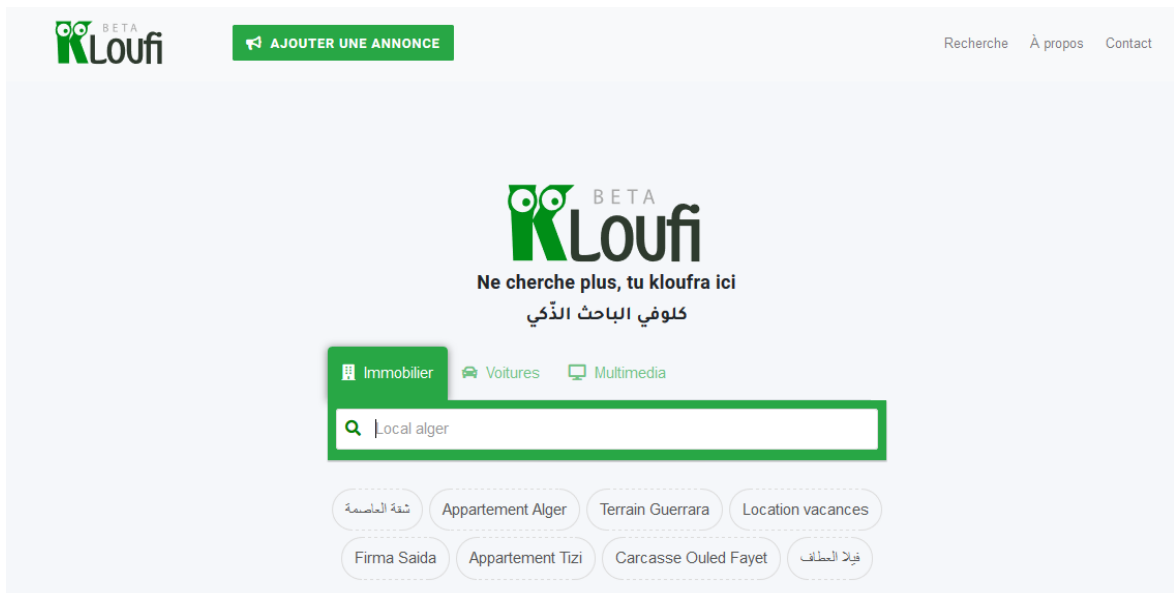 BETA
KLoufi
AJOUTER UNE ANNONCE
Recherche À propos Contact
BETA
KLoufi
Ne cherche plus, tu kloufra ici
كلوفي الباحث الذّكي
Immobilier Voitures Multimedia
Local alger
شقة العاصمة Appartement Alger Terrain Guerrara Location vacances
Firma Saida Appartement Tizi Carcasse Ouled Fayet فيلا العطاف